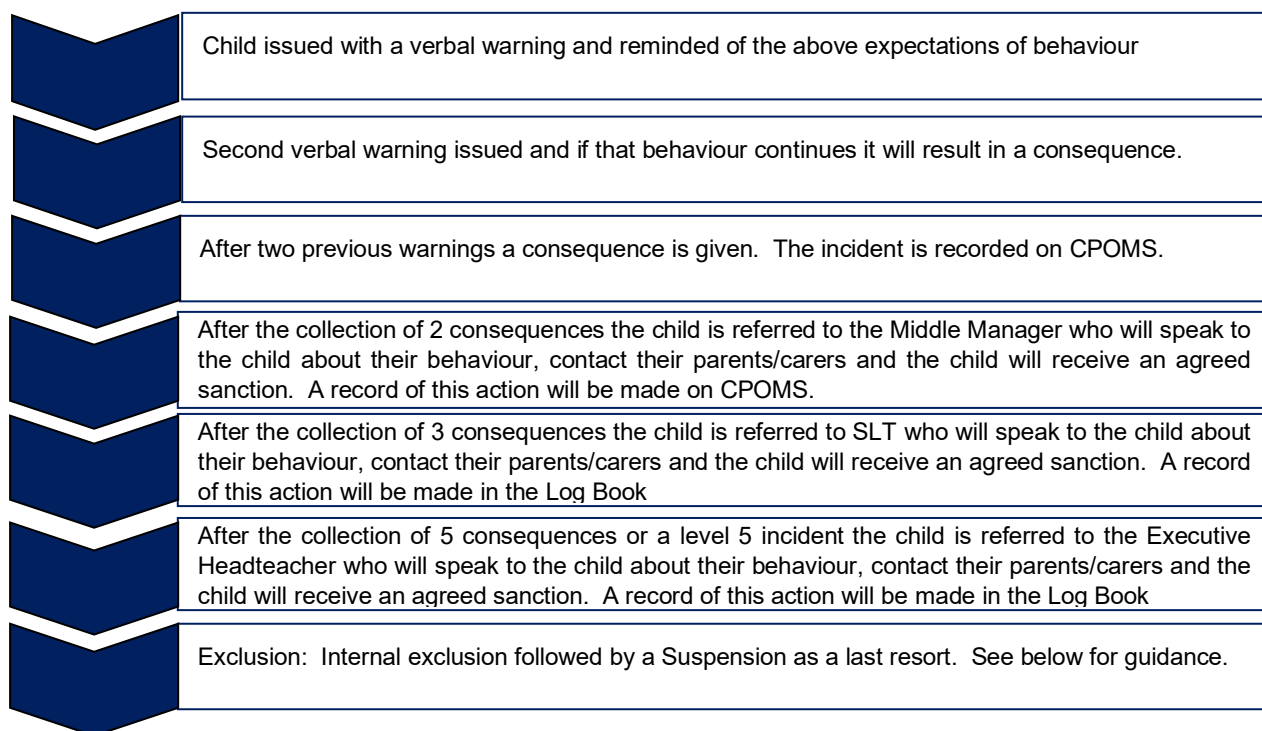 Child issued with a verbal warning and reminded of the above expectations of behaviour
Second verbal warning issued and if that behaviour continues it will result in a consequence.
After two previous warnings a consequence is given.  The incident is recorded on CPOMS.
After the collection of 2 consequences the child is referred to the Middle Manager who will speak to
the child about their behaviour, contact their parents/carers and the child will receive an agreed
sanction.  A record of this action will be made on CPOMS.
After the collection of 3 consequences the child is referred to SLT who will speak to the child about
their behaviour, contact their parents/carers and the child will receive an agreed sanction.  A record
of this action will be made in the Log Book
After the collection of 5 consequences or a level 5 incident the child is referred to the Executive
Headteacher who will speak to the child about their behaviour, contact their parents/carers and the
child will receive an agreed sanction.  A record of this action will be made in the Log Book
Exclusion:  Internal exclusion followed by a Suspension as a last resort.  See below for guidance.